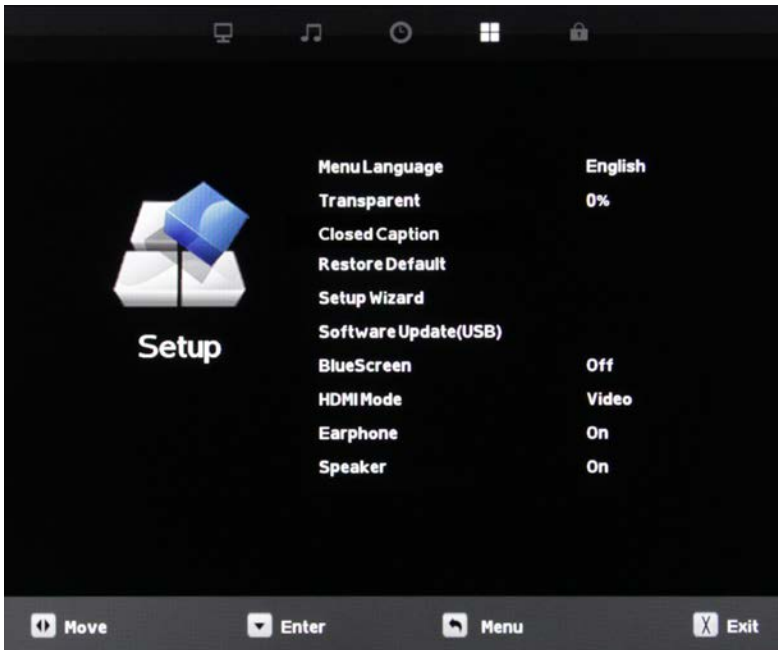 Menu Language English
Transparent 0%
Closed Caption
Restore Default
Setup Wizard
Software Update(USB)
Setup
BlueScreen Off
HDMI Mode Video
Earphone On
Speaker On
Move Enter Menu X Exit